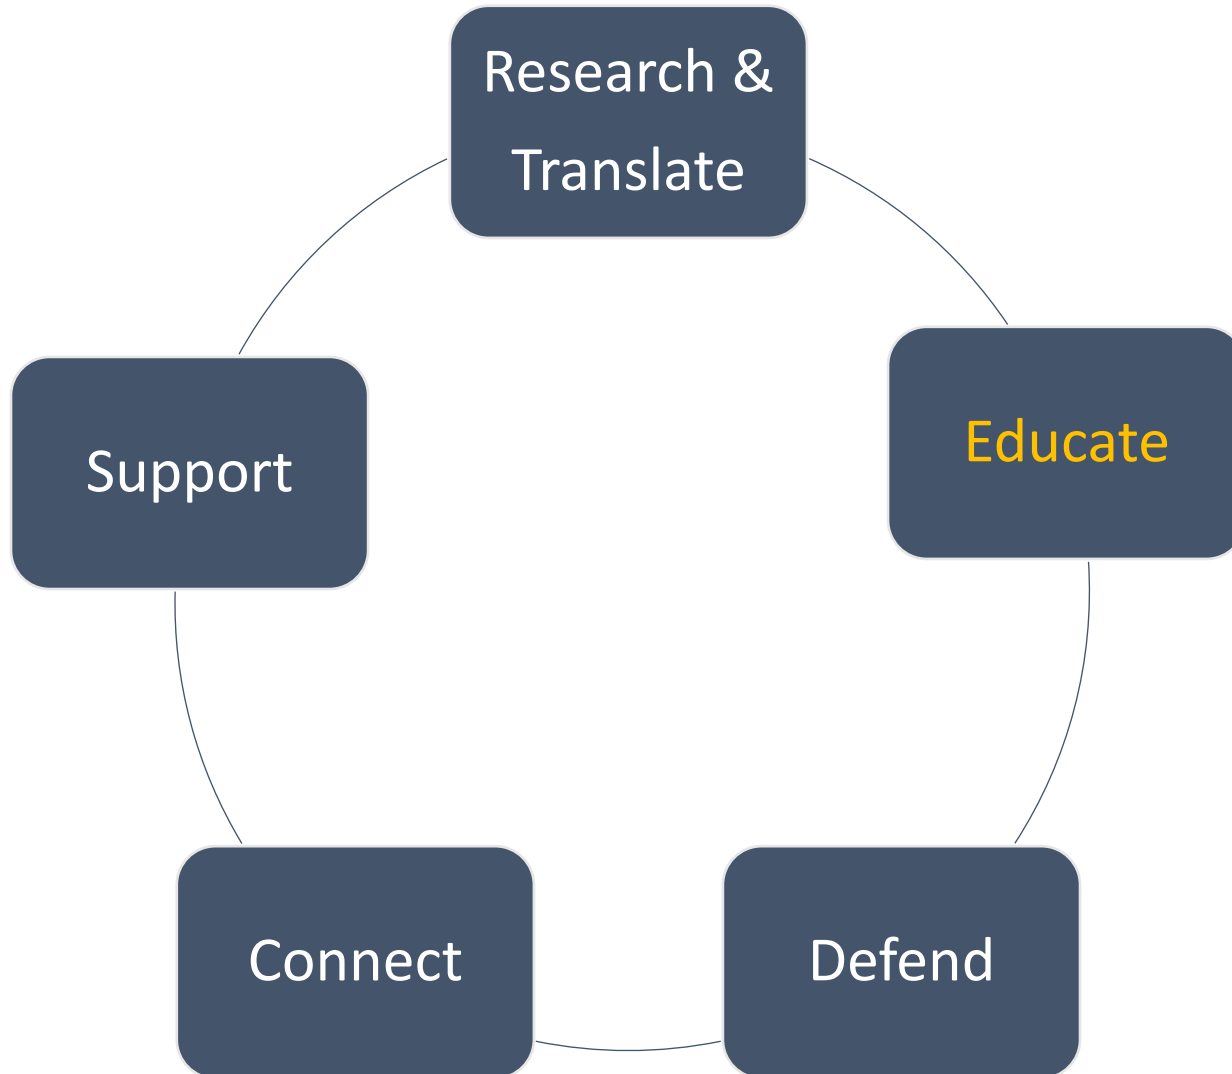 Research &
Translate
Educate
Support
Connect
Defend